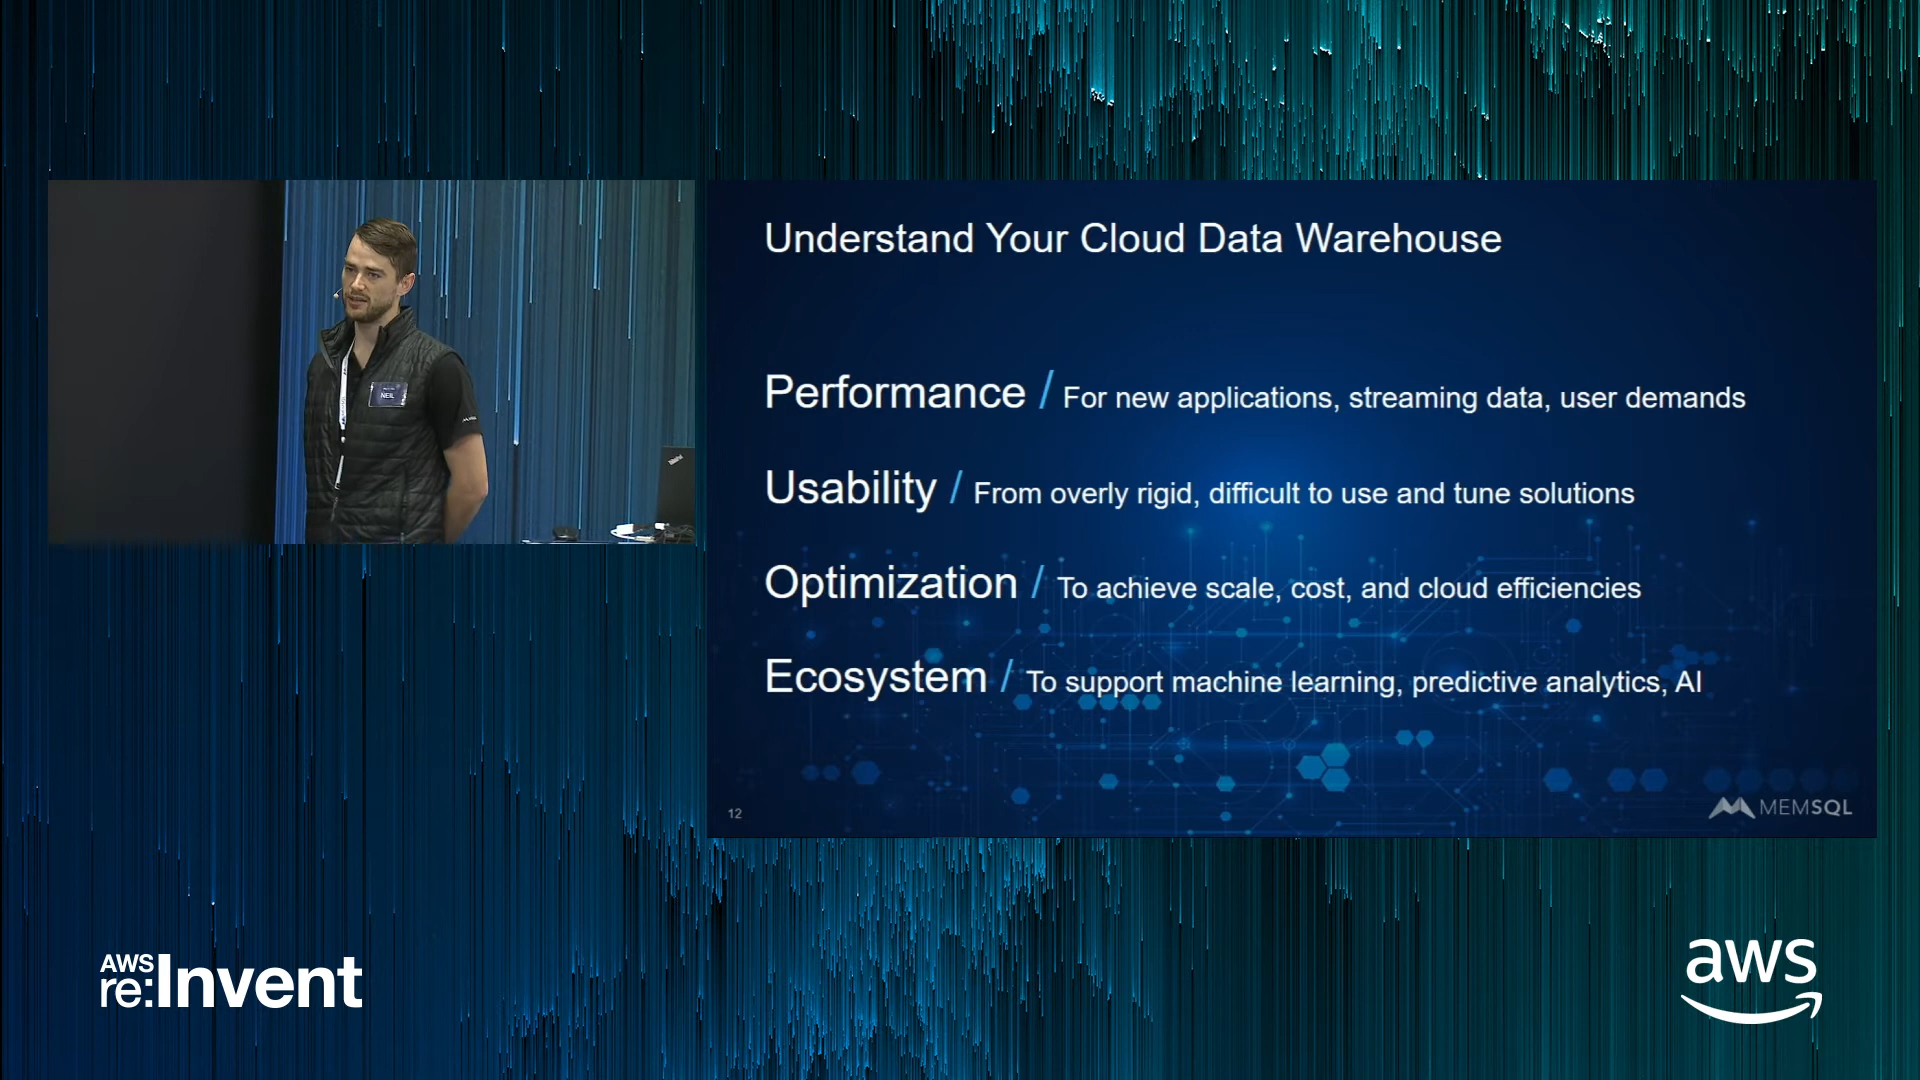 NEIL
ThinkPad
Understand Your Cloud Data Warehouse
Performance / For new applications, streaming data, user demands
Usability / From overly rigid, difficult to use and tune solutions
Optimization / To achieve scale, cost, and cloud efficiencies
Ecosystem / To support machine learning, predictive analytics, AI
12
MEMSQL
AWS
re:Invent
aws